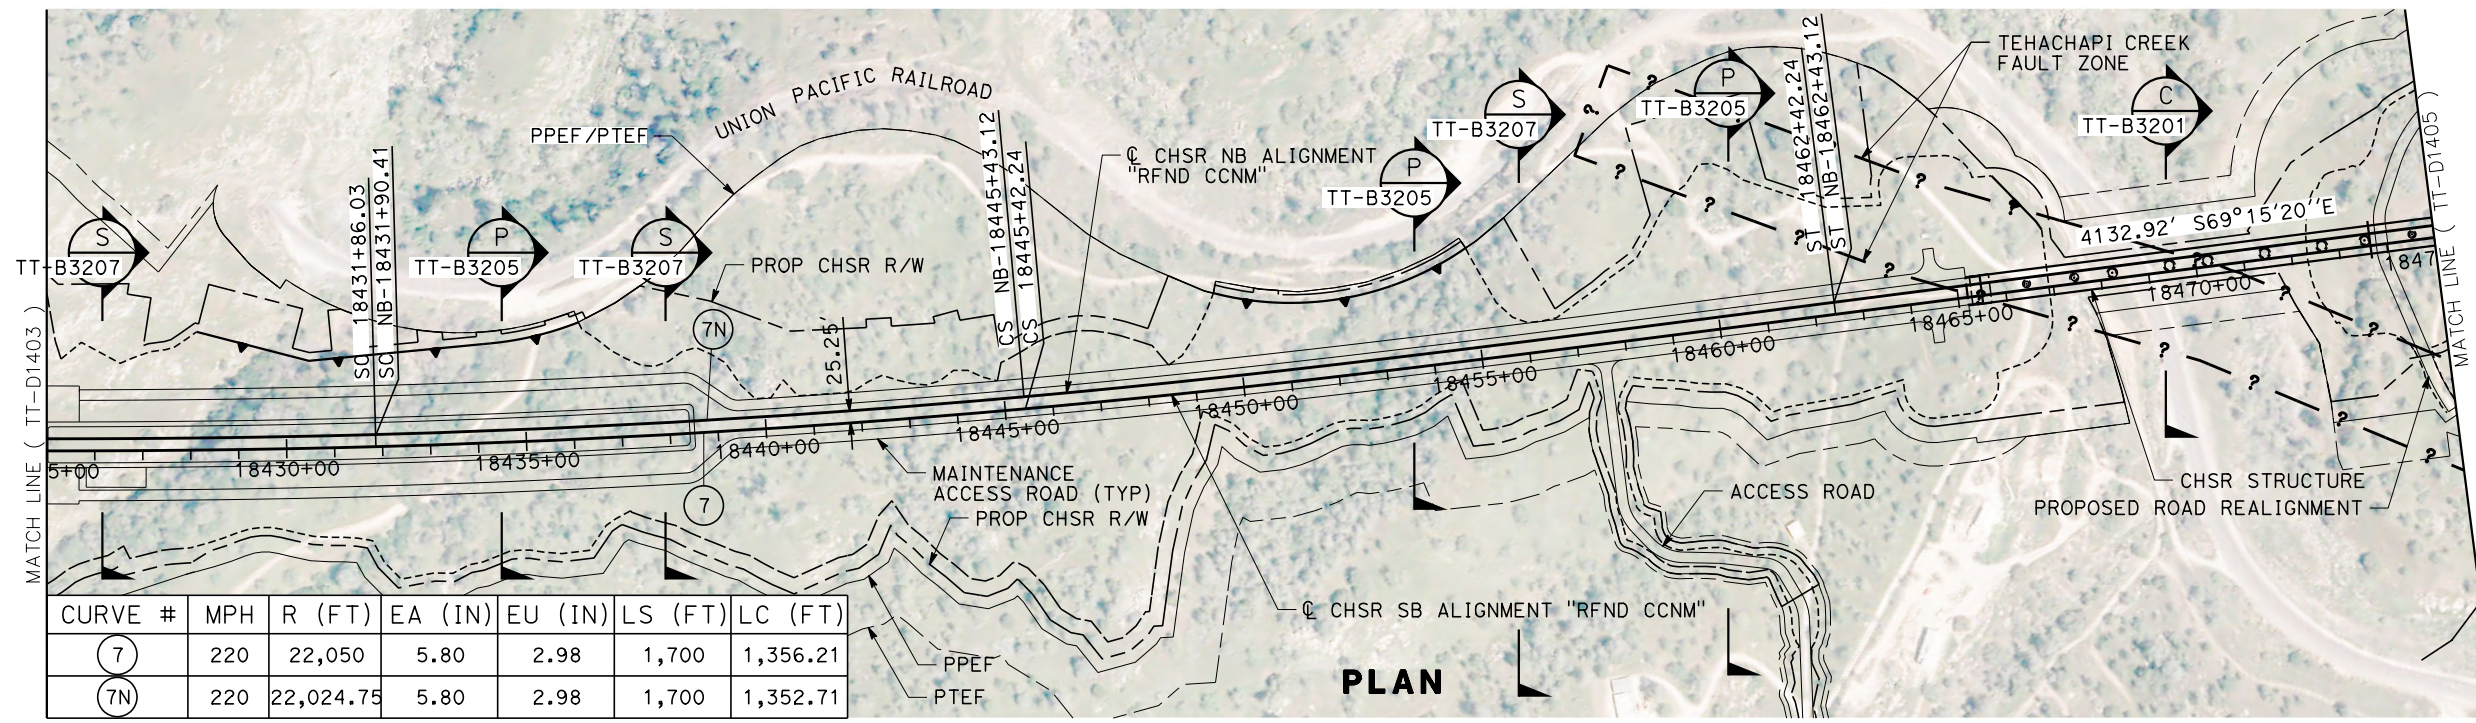 TEHACHAPI CREEK
FAULT ZONE
UNION PACIFIC RAILROAD
PPEF/PTEF
℄ CHSR NB ALIGNMENT
"RFND CCNM"
S
TT-B3207
P
TT-B3205
S
TT-B3207
P
TT-B3205
S
TT-B3207
P
TT-B3205
C
TT-B3201
SC 18431+86.03
SC NB-18431+90.41
CS NB-18445+43.12
CS 18445+42.24
ST 18462+42.24
ST NB-18462+43.12
4132.92' S69°15'20"E
PROP CHSR R/W
7N
25.25
MATCH LINE ( TT-D1403 )
MATCH LINE ( TT-D1405 )
5+00
18430+00
18435+00
18440+00
18445+00
18450+00
18455+00
18460+00
18465+00
18470+00
1847
? ? ? ? ? ? ? ? ? ? ? ? ? ? ? ? ? ? ?
7
MAINTENANCE
ACCESS ROAD (TYP)
PROP CHSR R/W
ACCESS ROAD
CHSR STRUCTURE
PROPOSED ROAD REALIGNMENT
℄ CHSR SB ALIGNMENT "RFND CCNM"
PPEF
PTEF
PLAN
CURVE # MPH R (FT) EA (IN) EU (IN) LS (FT) LC (FT)
7 220 22,050 5.80 2.98 1,700 1,356.21
7N 220 22,024.75 5.80 2.98 1,700 1,352.71